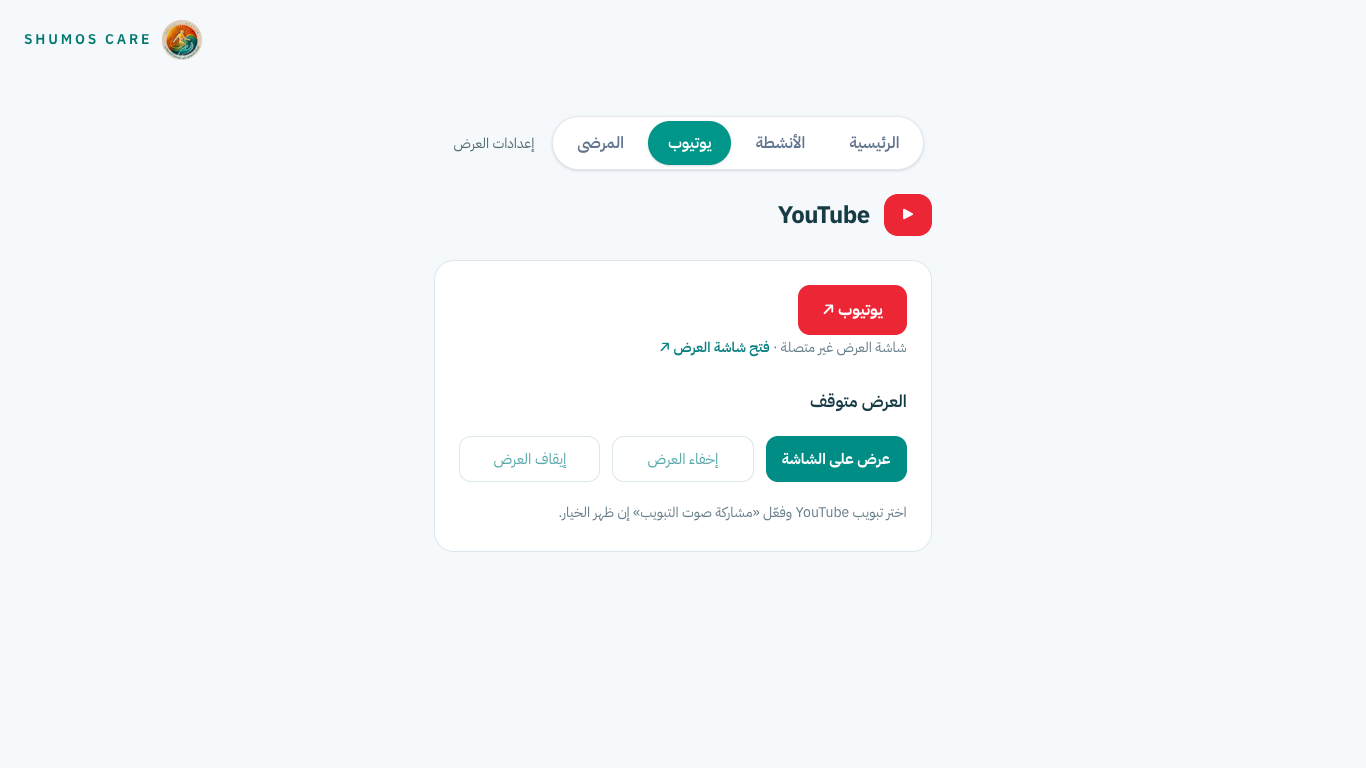 SHUMOS CARE
الرئيسية
الأنشطة
يوتيوب
المرضى
إعدادات العرض
YouTube
يوتيوب ↗
شاشة العرض غير متصلة · فتح شاشة العرض ↗
العرض متوقف
عرض على الشاشة
إخفاء العرض
إيقاف العرض
اختر تبويب YouTube وفعّل «مشاركة صوت التبويب» إن ظهر الخيار.